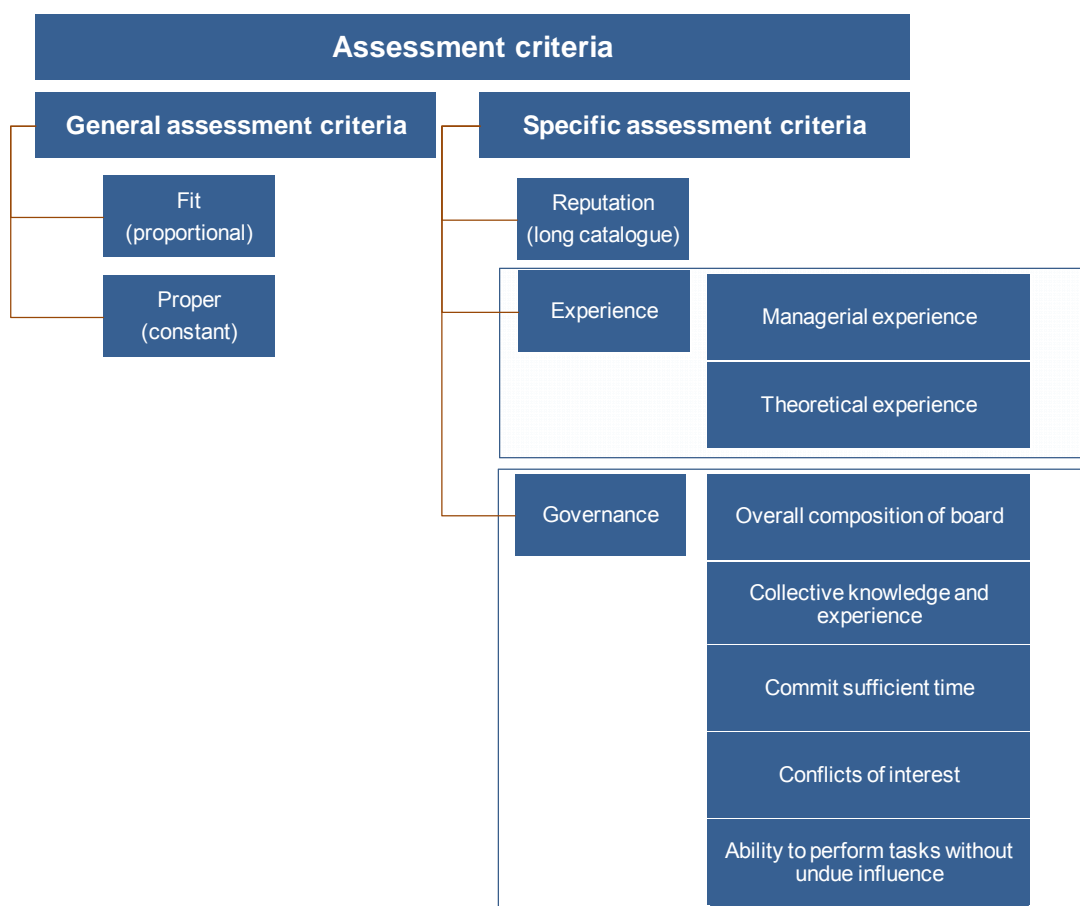 Assessment criteria
General assessment criteria
Specific assessment criteria
Fit
(proportional)
Proper
(constant)
Reputation
(long catalogue)
Experience
Managerial experience
Theoretical experience
Governance
Overall composition of board
Collective knowledge and
experience
Commit sufficient time
Conflicts of interest
Ability to perform tasks without
undue influence